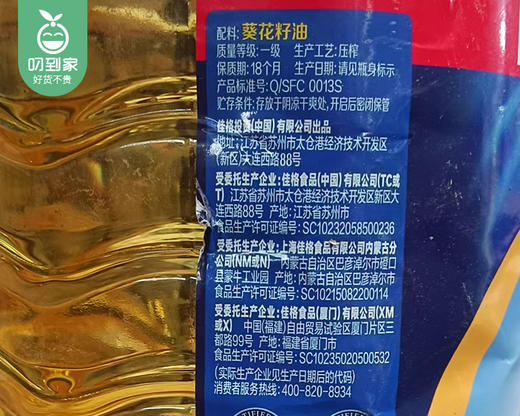 叨到家
好货不贵
配料：葵花籽油
质量等级：一级 生产工艺：压榨
保质期：18个月 生产日期：请见瓶身标示
产品标准号：Q/SFC 0013S
贮存条件：存放于阴凉干爽处，开启后密闭保管
佳格投资(中国)有限公司出品
地址：江苏省苏州市太仓港经济技术开发区
(新区)大连西路88号
受委托生产企业：佳格食品(中国)有限公司(TC或
T) 江苏省苏州市太仓港经济技术开发区新区大
连西路88号 产地：江苏省苏州市
食品生产许可证编号：SC10232058500236
受委托生产企业：上海佳格食品有限公司内蒙古分
公司(NM或N) 内蒙古自治区巴彦淖尔市磴口
县蒙牛工业园 产地：内蒙古自治区巴彦淖尔市
食品生产许可证编号：SC10215082200114
受委托生产企业：佳格食品(厦门)有限公司(XM
或X) 中国(福建)自由贸易试验区厦门片区三
都路99号 产地：福建省厦门市
食品生产许可证编号：SC10235020500532
(实际生产企业见生产日期后的代码)
消费者服务热线：400-820-8934